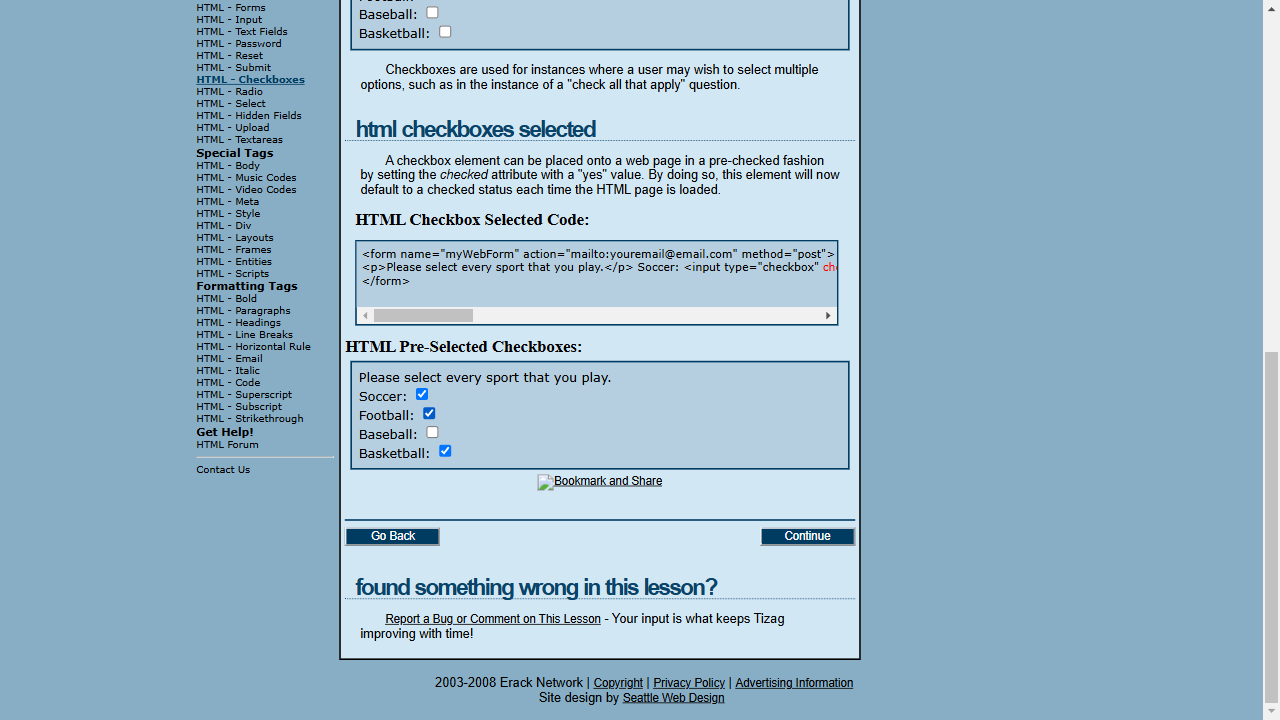 HTML - Forms
HTML - Input
HTML - Text Fields
HTML - Password
HTML - Reset
HTML - Submit
HTML - Checkboxes
HTML - Radio
HTML - Select
HTML - Hidden Fields
HTML - Upload
HTML - Textareas
Special Tags
HTML - Body
HTML - Music Codes
HTML - Video Codes
HTML - Meta
HTML - Style
HTML - Div
HTML - Layouts
HTML - Frames
HTML - Entities
HTML - Scripts
Formatting Tags
HTML - Bold
HTML - Paragraphs
HTML - Headings
HTML - Line Breaks
HTML - Horizontal Rule
HTML - Email
HTML - Italic
HTML - Code
HTML - Superscript
HTML - Subscript
HTML - Strikethrough
Get Help!
HTML Forum
Contact Us
Baseball:
Basketball:
Checkboxes are used for instances where a user may wish to select multiple
options, such as in the instance of a "check all that apply" question.
html checkboxes selected
A checkbox element can be placed onto a web page in a pre-checked fashion
by setting the checked attribute with a "yes" value. By doing so, this element will now
default to a checked status each time the HTML page is loaded.
HTML Checkbox Selected Code:
<form name="myWebForm" action="mailto:youremail@email.com" method="post">
<p>Please select every sport that you play.</p> Soccer: <input type="checkbox"
</form>
HTML Pre-Selected Checkboxes:
Please select every sport that you play.
Soccer:
Football:
Baseball:
Basketball:
Bookmark and Share
Go Back
Continue
found something wrong in this lesson?
Report a Bug or Comment on This Lesson - Your input is what keeps Tizag
improving with time!
2003-2008 Erack Network | Copyright | Privacy Policy | Advertising Information
Site design by Seattle Web Design